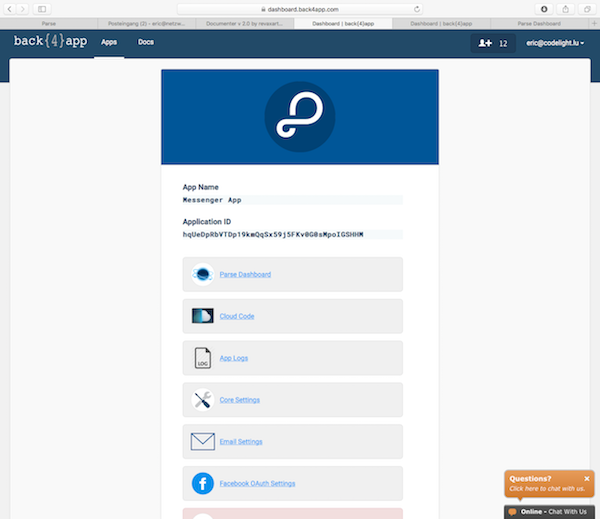 dashboard.back4app.com
Parse
Posteingang (2) - eric@netzw...
Documenter v 2.0 by revaxart...
Dashboard | back{4}app
Dashboard | back{4}app
Parse Dashboard
back{4}app
Apps
Docs
12
eric@codelight.lu
App Name
Messenger App
Application ID
hqUeDpRbVTDp19kmQqSx59j5FKv0G0sMpoIGSHHM
Parse Dashboard
Cloud Code
LOG
App Logs
Core Settings
Email Settings
Facebook OAuth Settings
Questions?
Click here to chat with us.
Online - Chat With Us